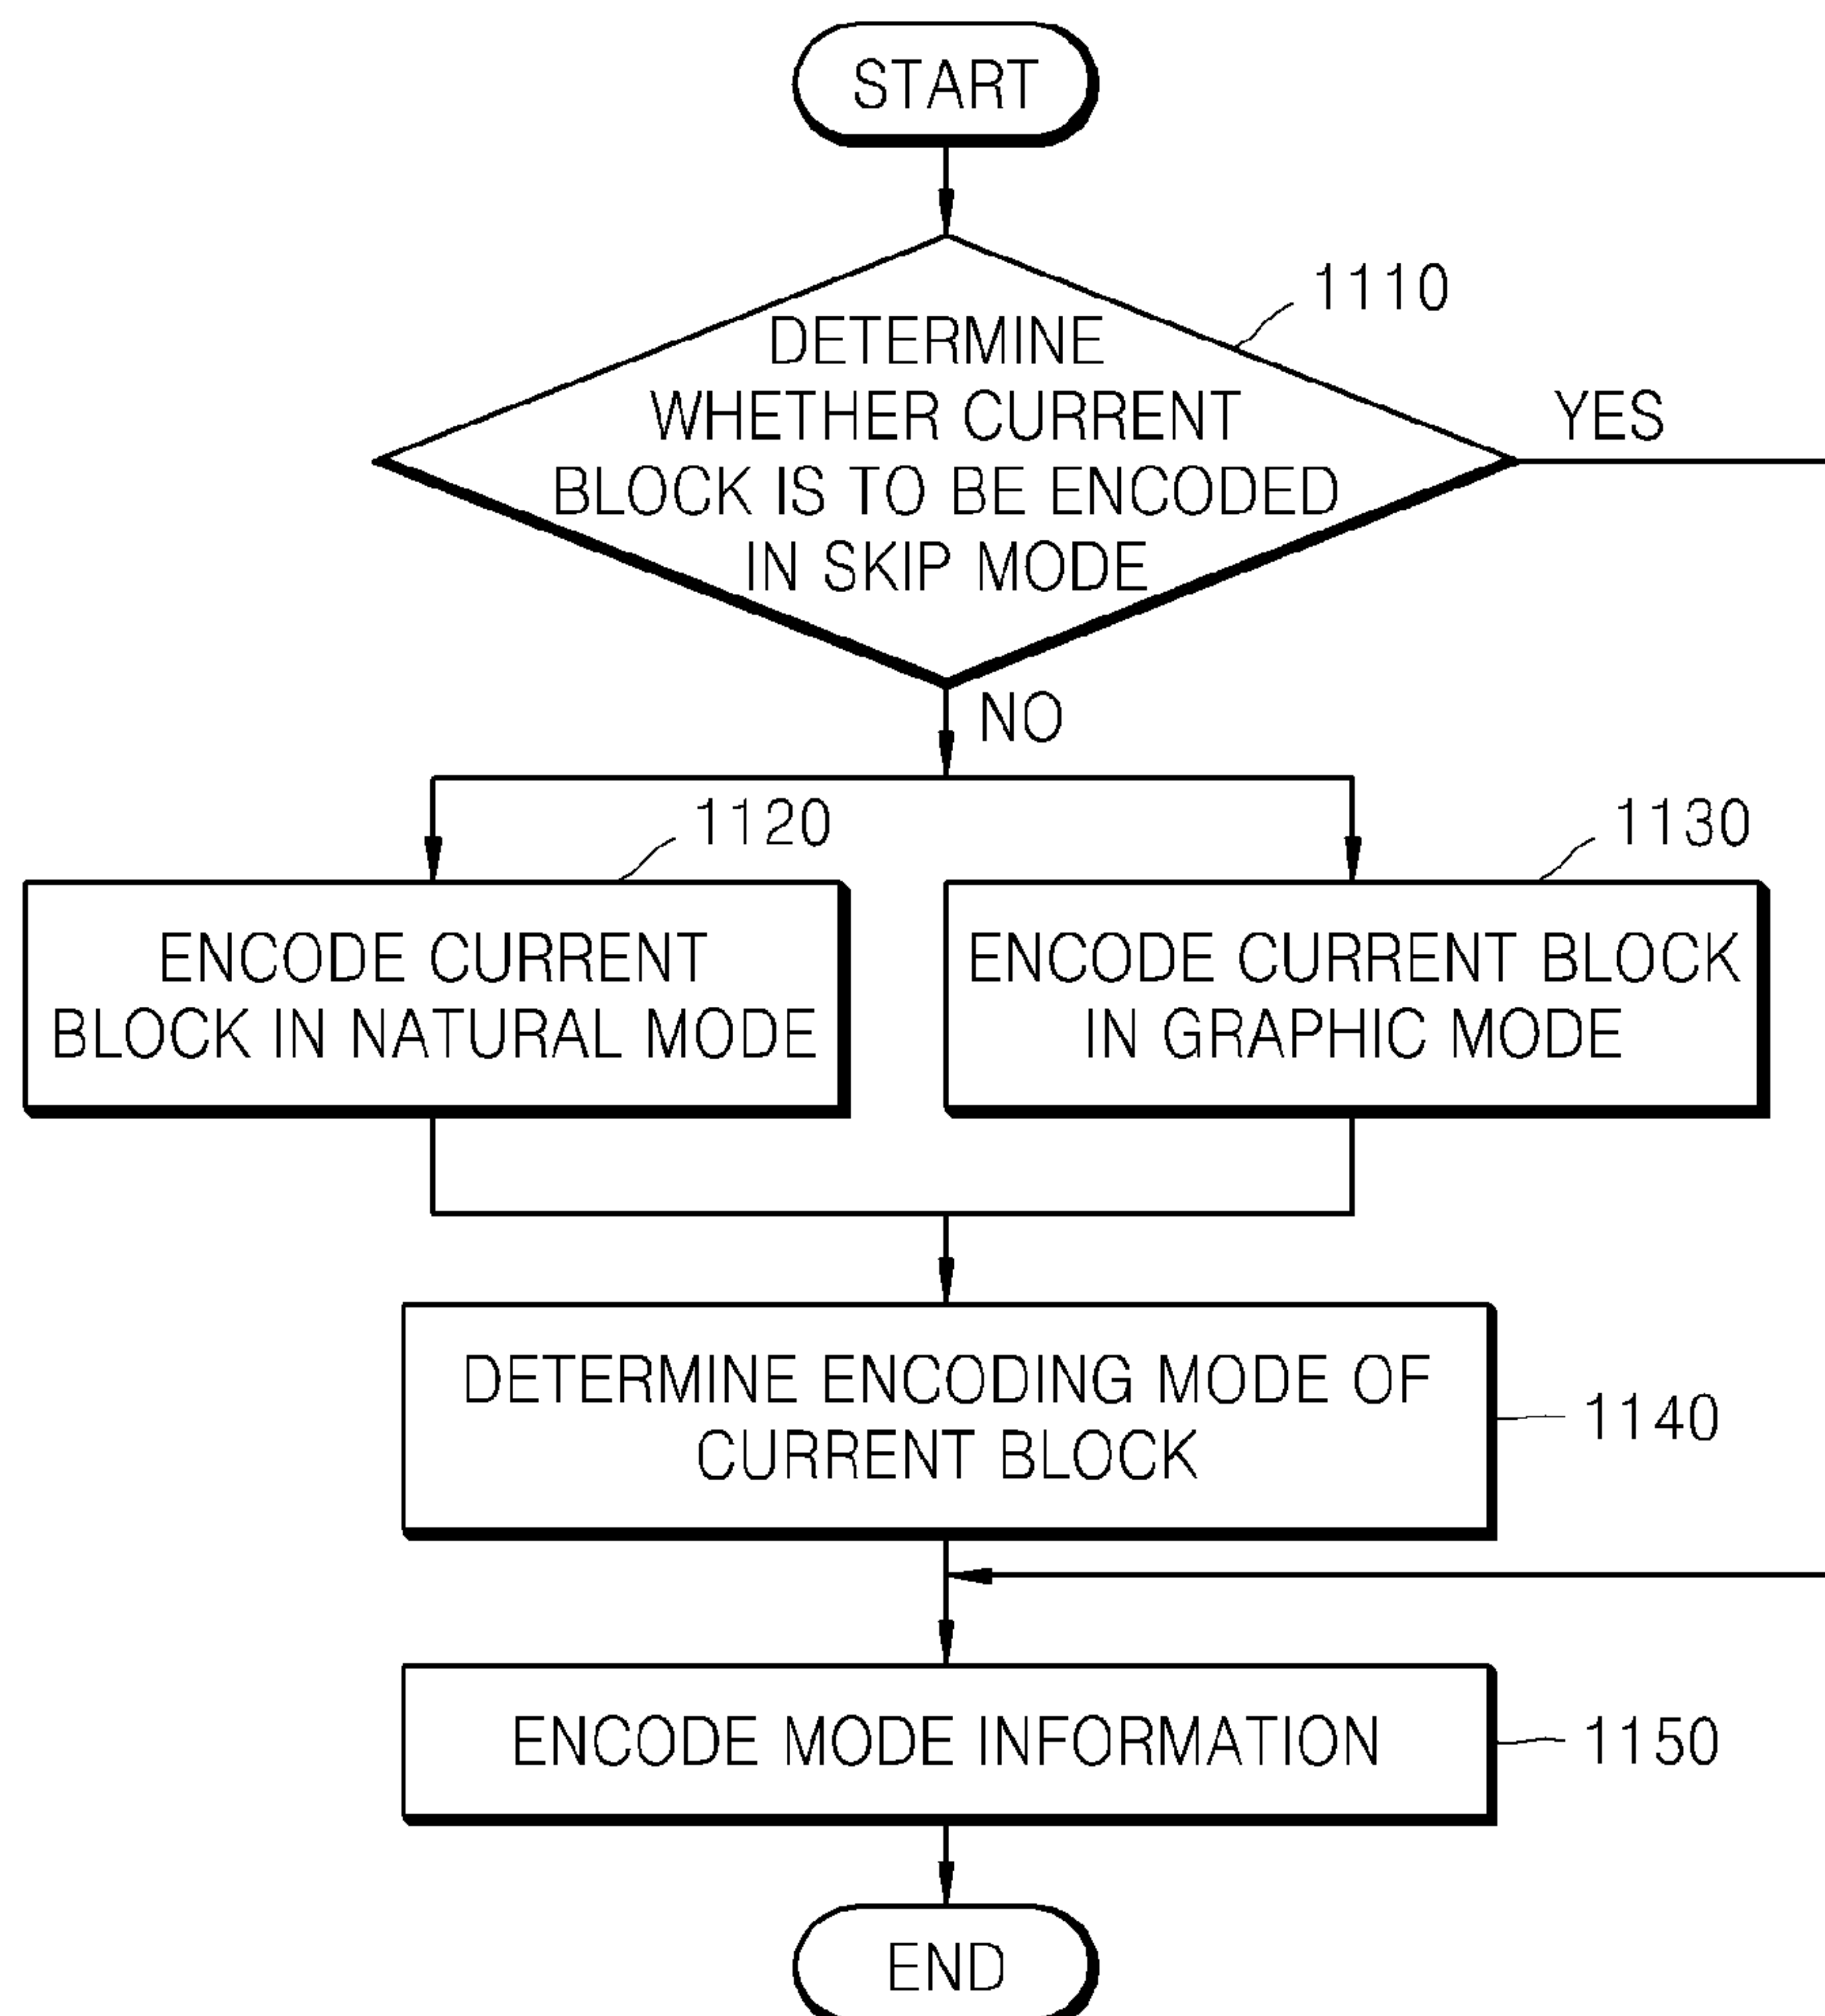 START
1110
DETERMINE
WHETHER CURRENT
BLOCK IS TO BE ENCODED
IN SKIP MODE
YES
NO
1120
1130
ENCODE CURRENT
BLOCK IN NATURAL MODE
ENCODE CURRENT BLOCK
IN GRAPHIC MODE
DETERMINE ENCODING MODE OF
CURRENT BLOCK
1140
ENCODE MODE INFORMATION
1150
END